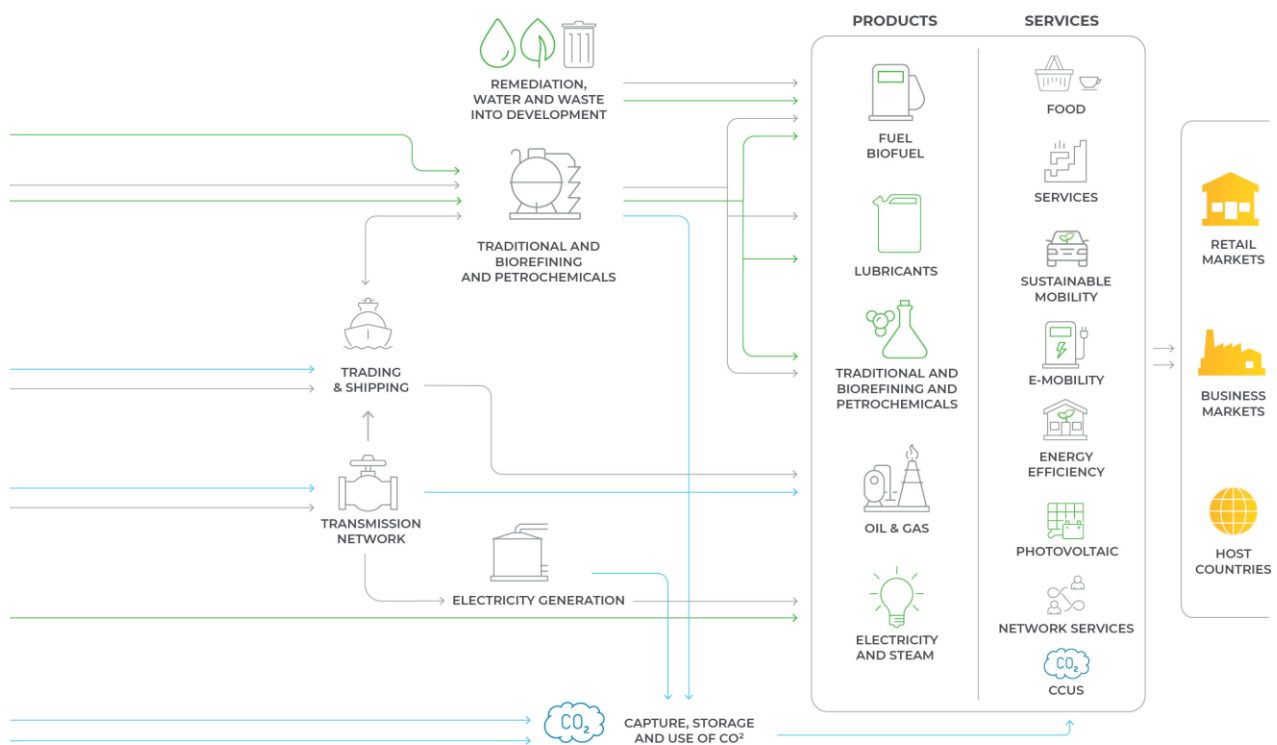 PRODUCTS
SERVICES
REMEDIATION,
WATER AND WASTE
INTO DEVELOPMENT
TRADITIONAL AND
BIOREFINING
AND PETROCHEMICALS
TRADING
& SHIPPING
TRANSMISSION
NETWORK
ELECTRICITY GENERATION
CO₂
CAPTURE, STORAGE
AND USE OF CO²
FUEL
BIOFUEL
LUBRICANTS
TRADITIONAL AND
BIOREFINING AND
PETROCHEMICALS
OIL & GAS
ELECTRICITY
AND STEAM
FOOD
SERVICES
SUSTAINABLE
MOBILITY
E-MOBILITY
ENERGY
EFFICIENCY
PHOTOVOLTAIC
NETWORK SERVICES
CO₂
CCUS
RETAIL
MARKETS
BUSINESS
MARKETS
HOST
COUNTRIES